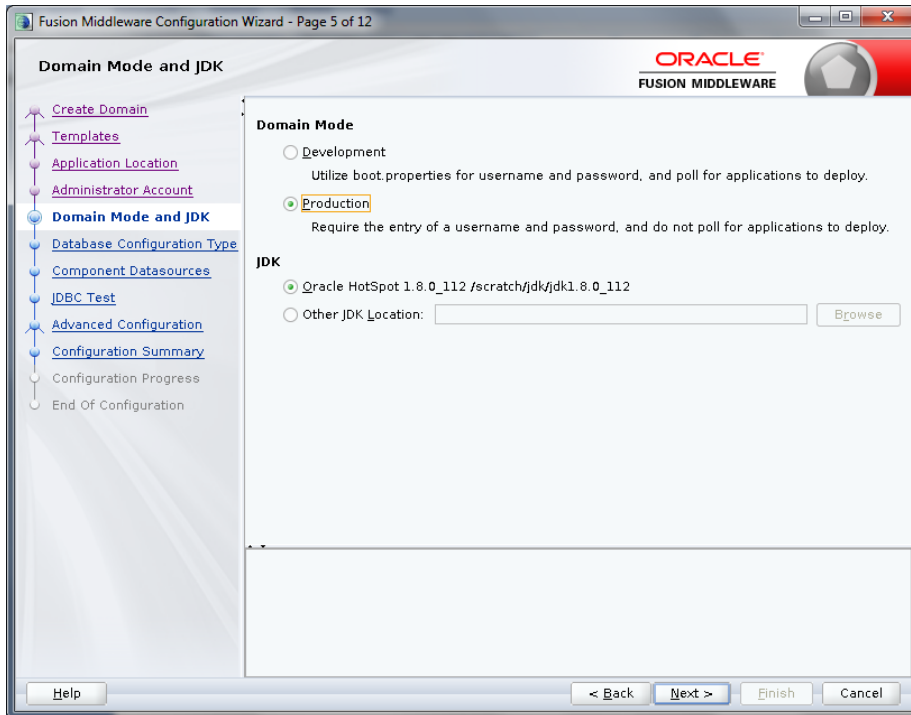 Fusion Middleware Configuration Wizard - Page 5 of 12
Domain Mode and JDK
ORACLE
FUSION MIDDLEWARE
Create Domain
Templates
Application Location
Administrator Account
Domain Mode and JDK
Database Configuration Type
Component Datasources
JDBC Test
Advanced Configuration
Configuration Summary
Configuration Progress
End Of Configuration
Domain Mode
Development
Utilize boot.properties for username and password, and poll for applications to deploy.
Production
Require the entry of a username and password, and do not poll for applications to deploy.
JDK
Oracle HotSpot 1.8.0_112 /scratch/jdk/jdk1.8.0_112
Other JDK Location:
Browse
Help
< Back
Next >
Finish
Cancel